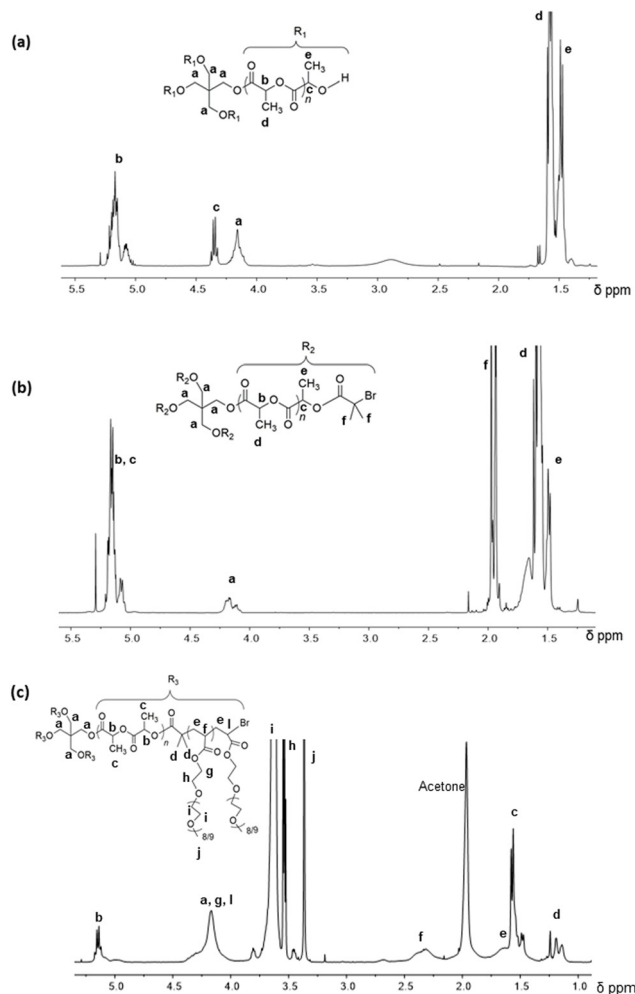 (a)
R1
R1O
a
a
R1O
a
O
a
OR1
O
b
O
CH3
d
e
CH3
O
c
n
O
H
b
c
a
d
e
5.5 5.0 4.5 4.0 3.5 3.0 2.5 2.0 1.5
δ ppm
(b)
R2
R2O
a
a
R2O
a
O
a
OR2
O
b
O
CH3
d
e
CH3
O
c
n
O
O
Br
f
f
b, c
a
f
d
e
5.5 5.0 4.5 4.0 3.5 3.0 2.5 2.0 1.5
δ ppm
(c)
R3
R3O
a
a
R3O
a
O
a
OR3
O
b
O
CH3
c
c
CH3
O
b
O
n
O
d
d
e
f
e
l
Br
O
O
O
O
g
h
O
i
i
O
8/9
j
O
O
8/9
b
a, g, l
i
h
j
f
Acetone
e
c
d
5.0 4.5 4.0 3.5 3.0 2.5 2.0 1.5 1.0
δ ppm